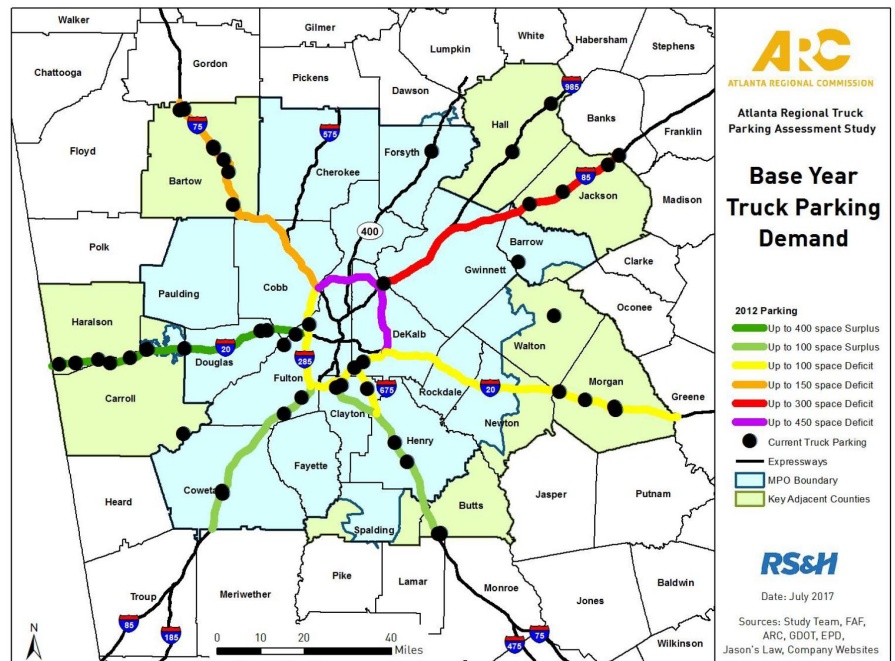 Walker
Gilmer
White
Habersham
Stephens
Lumpkin
Gordon
Chattooga
Pickens
Dawson
985
Banks
Franklin
75
575
Hall
Floyd
Forsyth
Cherokee
85
Bartow
Jackson
Madison
400
Barrow
Polk
Clarke
Gwinnett
Paulding
Cobb
Oconee
Haralson
DeKalb
Walton
20
Douglas
285
Fulton
675
Rockdale
20
Morgan
Greene
Carroll
Clayton
Newton
Henry
Fayette
Coweta
Heard
Butts
Jasper
Putnam
Spalding
Troup
Meriwether
Pike
Lamar
Monroe
Jones
Baldwin
85
185
75
475
Wilkinson
N
0 10 20 40
Miles
ARC
ATLANTA REGIONAL COMMISSION
Atlanta Regional Truck
Parking Assessment Study
Base Year
Truck Parking
Demand
2012 Parking
Up to 400 space Surplus
Up to 100 space Surplus
Up to 100 space Deficit
Up to 150 space Deficit
Up to 300 space Deficit
Up to 450 space Deficit
Current Truck Parking
Expressways
MPO Boundary
Key Adjacent Counties
RS&H
Date: July 2017
Sources: Study Team, FAF,
ARC, GDOT, EPD,
Jason's Law, Company Websites